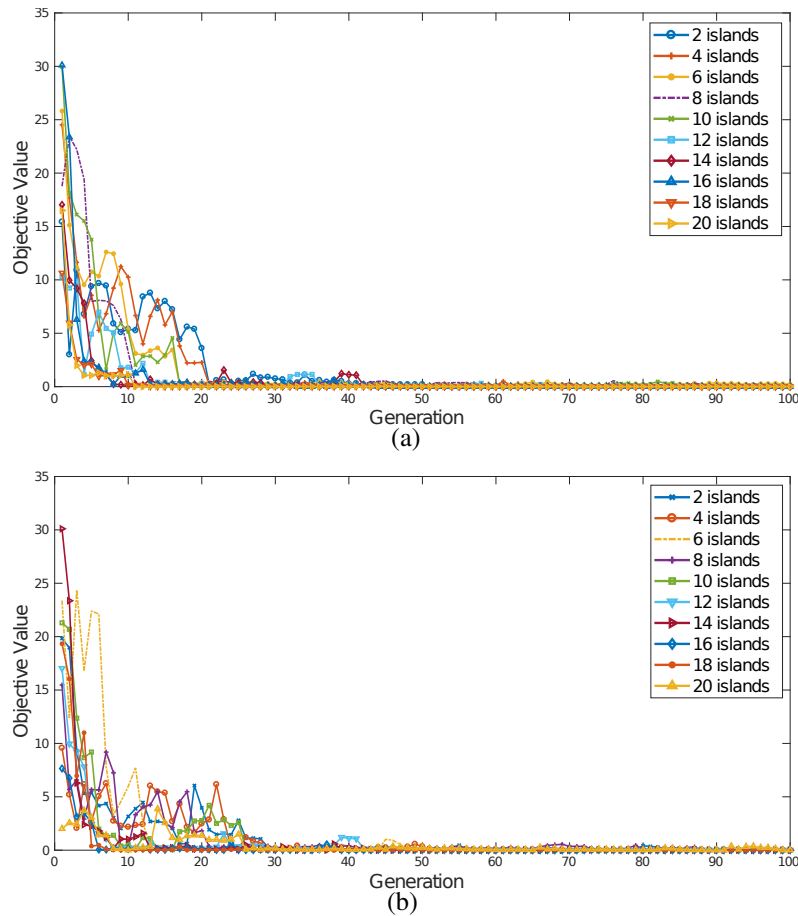 35
30
25
20
15
10
5
0
Objective Value
0 10 20 30 40 50 60 70 80 90 100
Generation
2 islands
4 islands
6 islands
8 islands
10 islands
12 islands
14 islands
16 islands
18 islands
20 islands
(a)
35
30
25
20
15
10
5
0
Objective Value
0 10 20 30 40 50 60 70 80 90 100
Generation
2 islands
4 islands
6 islands
8 islands
10 islands
12 islands
14 islands
16 islands
18 islands
20 islands
(b)